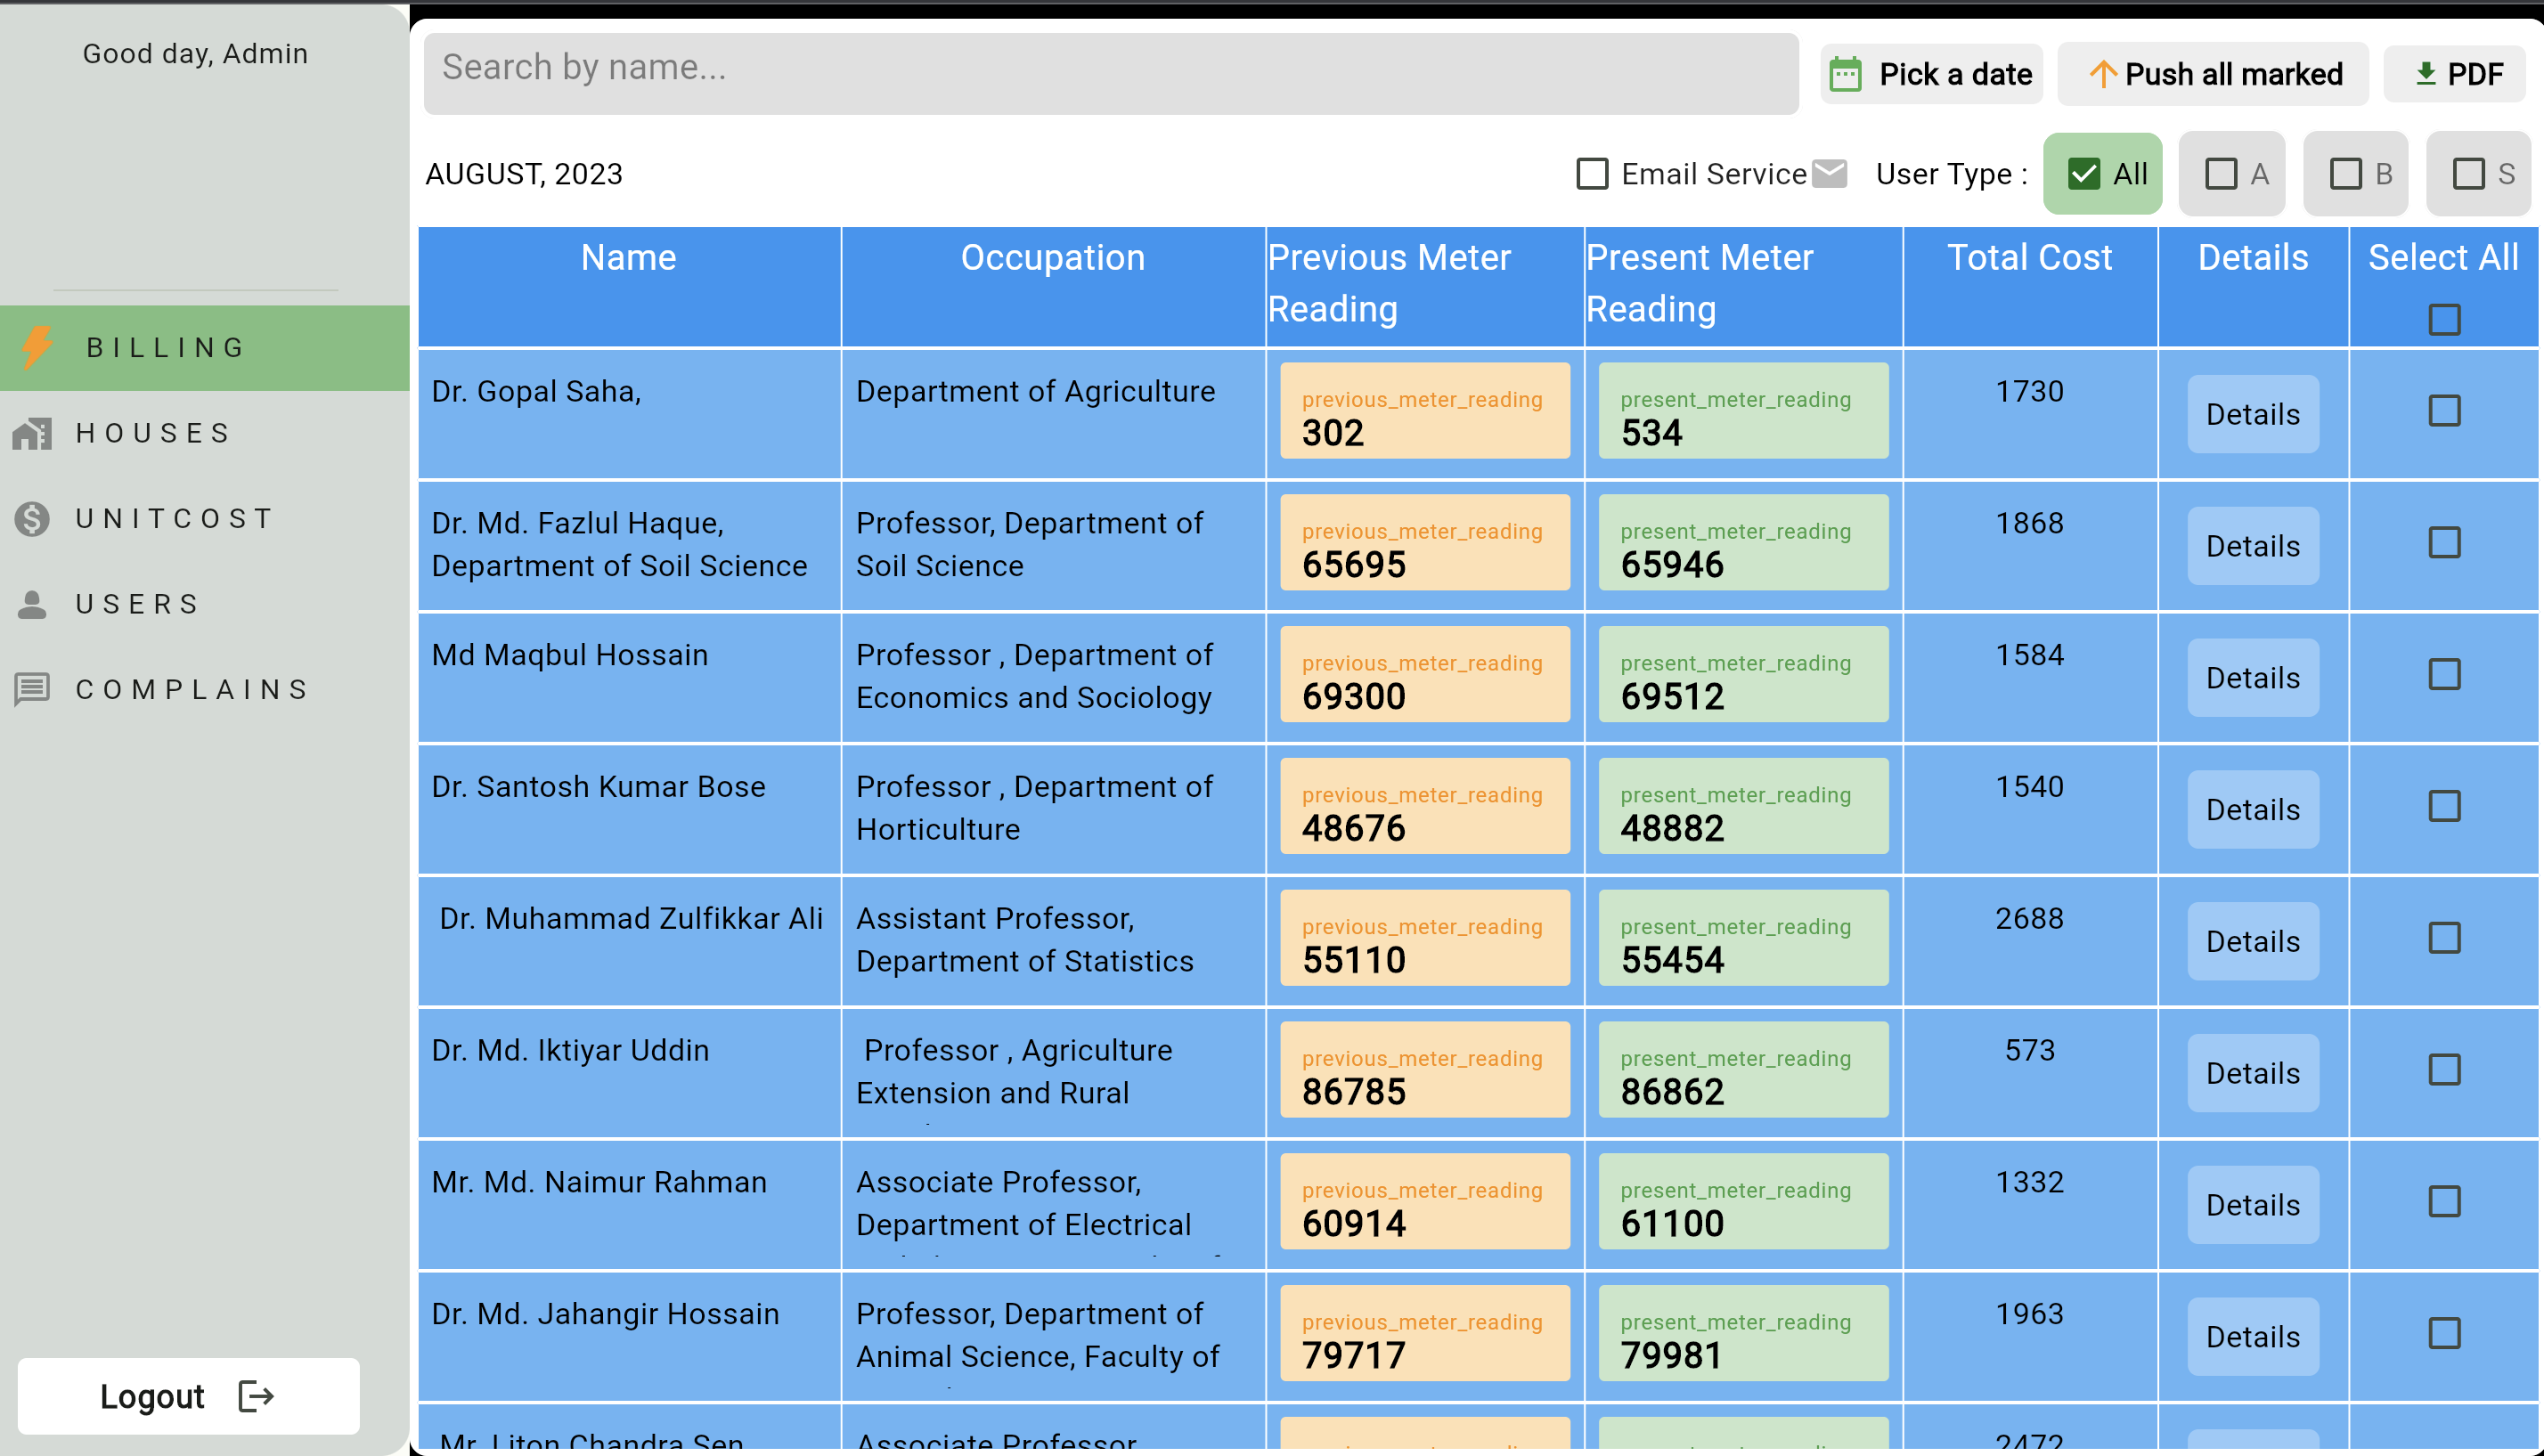 Good day, Admin
BILLING
HOUSES
UNITCOST
USERS
COMPLAINS
Logout
Search by name...
Pick a date
Push all marked
PDF
AUGUST, 2023
Email Service
User Type :
All
A
B
S
Name
Occupation
Previous Meter
Reading
Present Meter
Reading
Total Cost
Details
Select All
Dr. Gopal Saha,
Department of Agriculture
previous_meter_reading
302
present_meter_reading
534
1730
Details
Dr. Md. Fazlul Haque,
Department of Soil Science
Professor, Department of
Soil Science
previous_meter_reading
65695
present_meter_reading
65946
1868
Details
Md Maqbul Hossain
Professor , Department of
Economics and Sociology
previous_meter_reading
69300
present_meter_reading
69512
1584
Details
Dr. Santosh Kumar Bose
Professor , Department of
Horticulture
previous_meter_reading
48676
present_meter_reading
48882
1540
Details
Dr. Muhammad Zulfikkar Ali
Assistant Professor,
Department of Statistics
previous_meter_reading
55110
present_meter_reading
55454
2688
Details
Dr. Md. Iktiyar Uddin
Professor , Agriculture
Extension and Rural
previous_meter_reading
86785
present_meter_reading
86862
573
Details
Mr. Md. Naimur Rahman
Associate Professor,
Department of Electrical
previous_meter_reading
60914
present_meter_reading
61100
1332
Details
Dr. Md. Jahangir Hossain
Professor, Department of
Animal Science, Faculty of
previous_meter_reading
79717
present_meter_reading
79981
1963
Details
Mr. Liton Chandra Sen
Associate Professor
2472